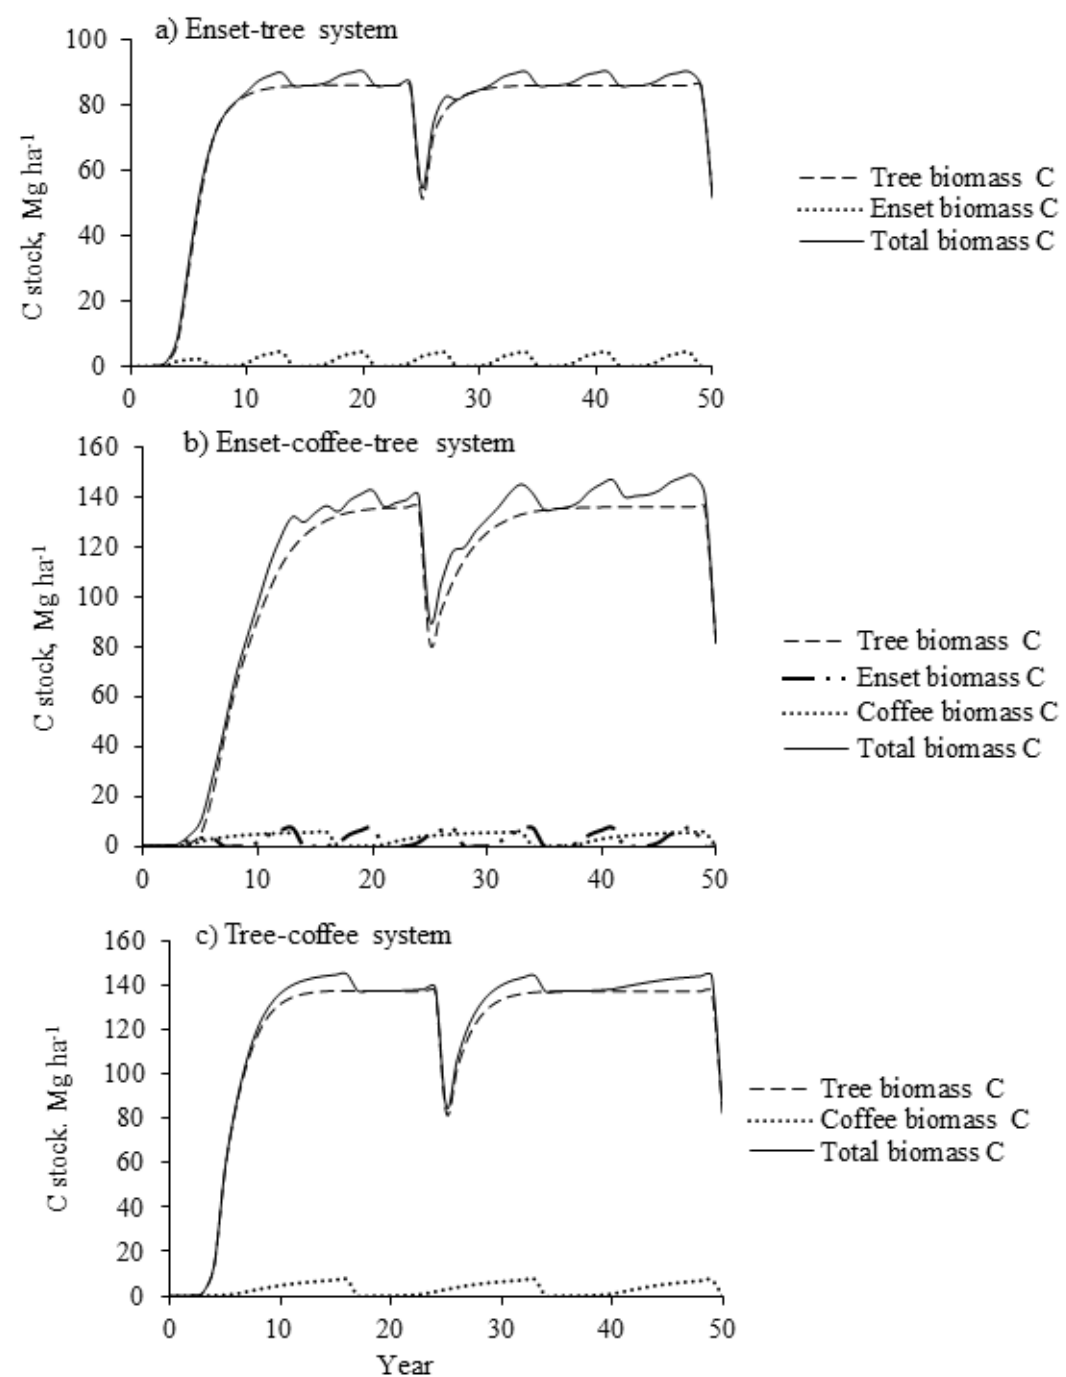 a) Enset-tree system
100
80
60
40
20
0
C stock, Mg ha-1
0 10 20 30 40 50
Tree biomass C
Enset biomass C
Total biomass C
b) Enset-coffee-tree system
160
140
120
100
80
60
40
20
0
C stock, Mg ha-1
0 10 20 30 40 50
Tree biomass C
Enset biomass C
Coffee biomass C
Total biomass C
c) Tree-coffee system
160
140
120
100
80
60
40
20
0
C stock. Mg ha-1
0 10 20 30 40 50
Year
Tree biomass C
Coffee biomass C
Total biomass C